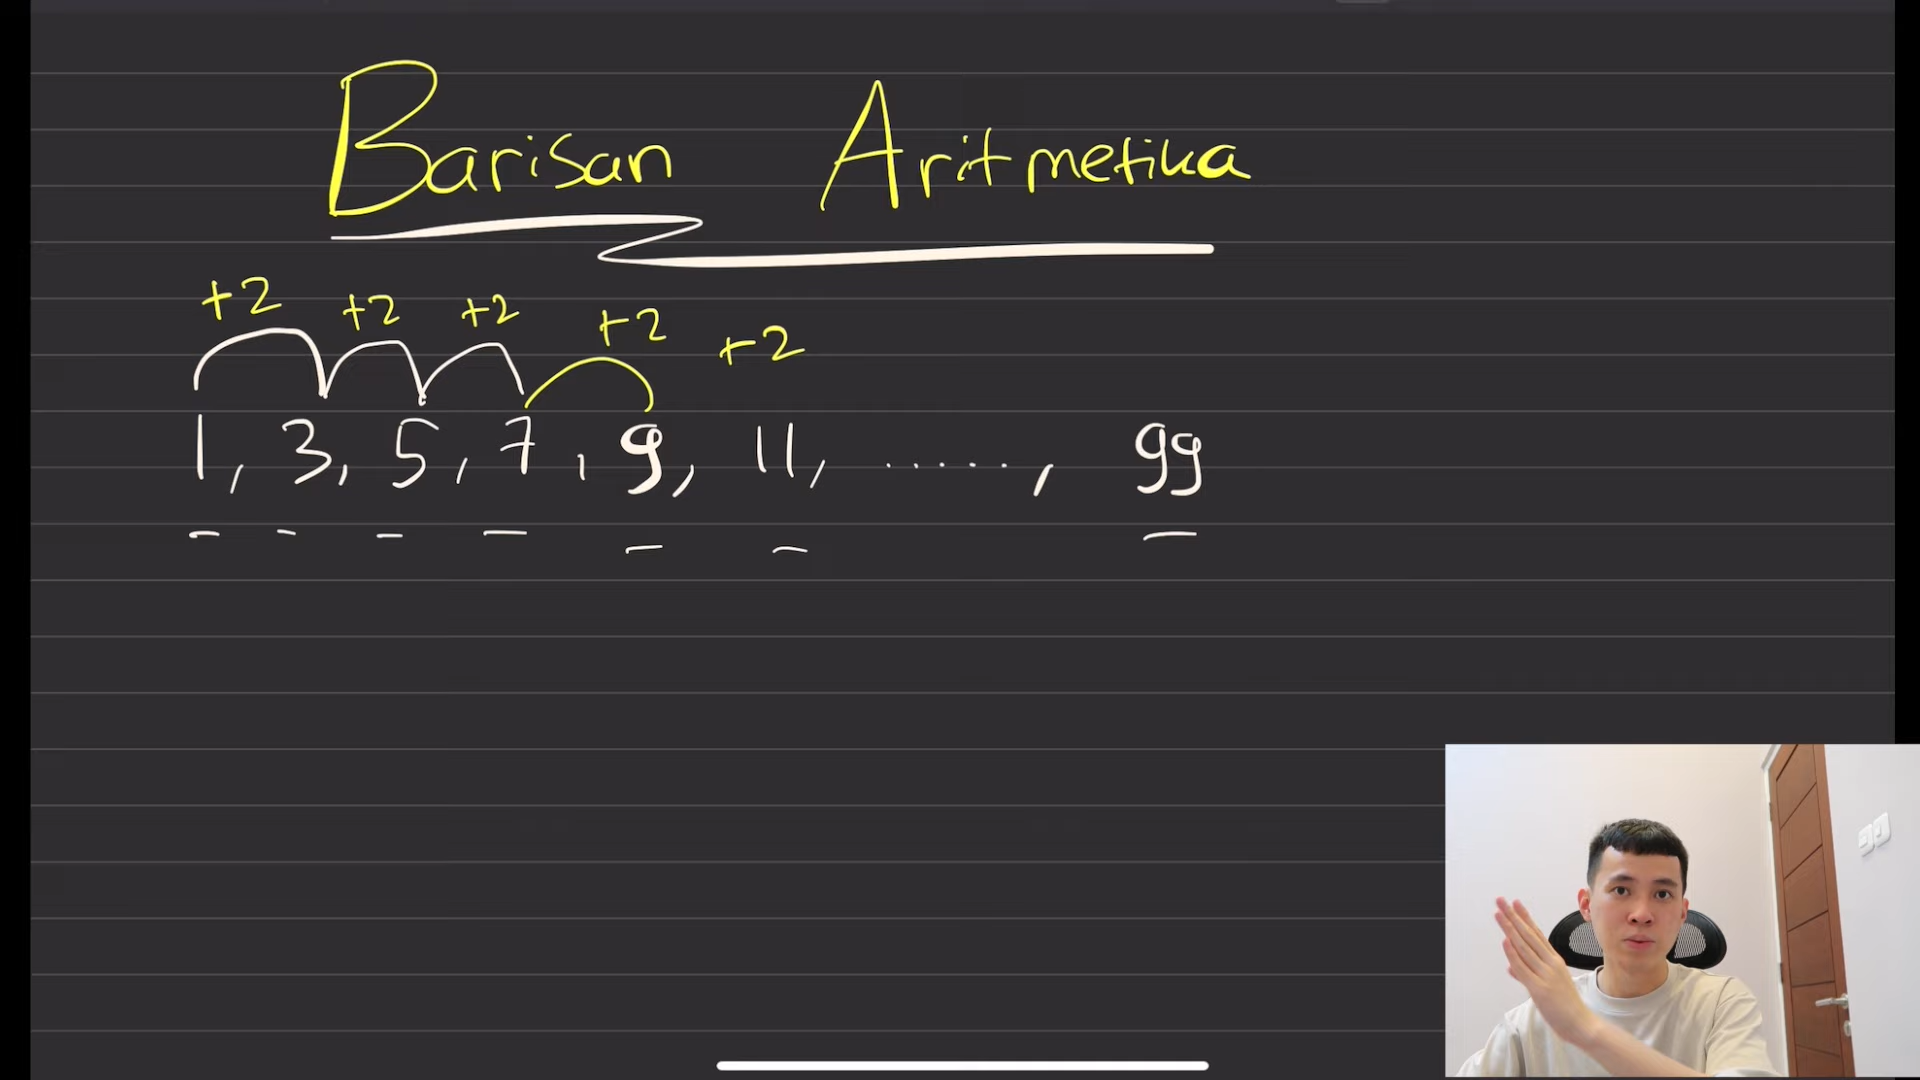 Barisan Aritmetika
+2 +2 +2 +2 +2
1, 3, 5, 7, 9, 11, ....., 99